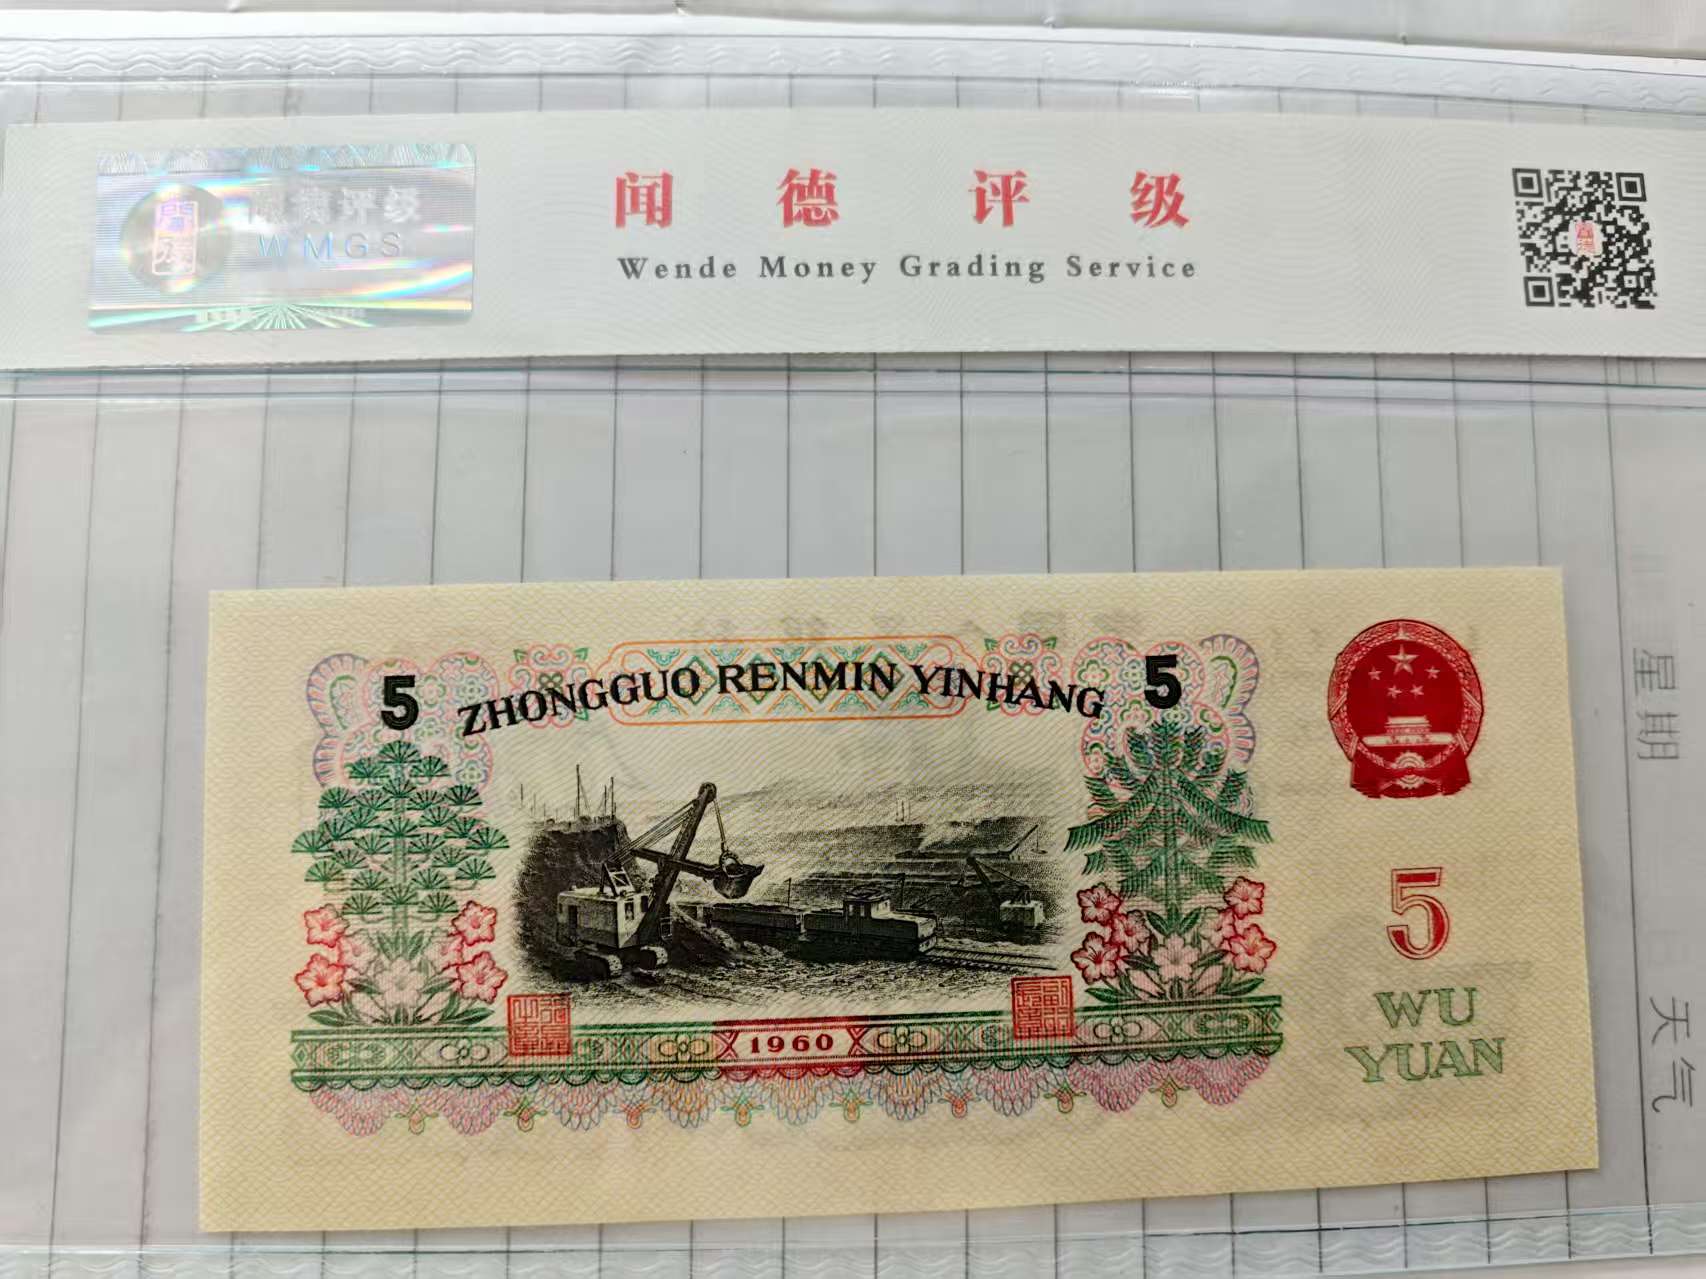 闻德评级
WMGS
闻德评级
Wende Money Grading Service
5 ZHONGGUO RENMIN YINHANG 5
1960
5
WU
YUAN
星期
天气